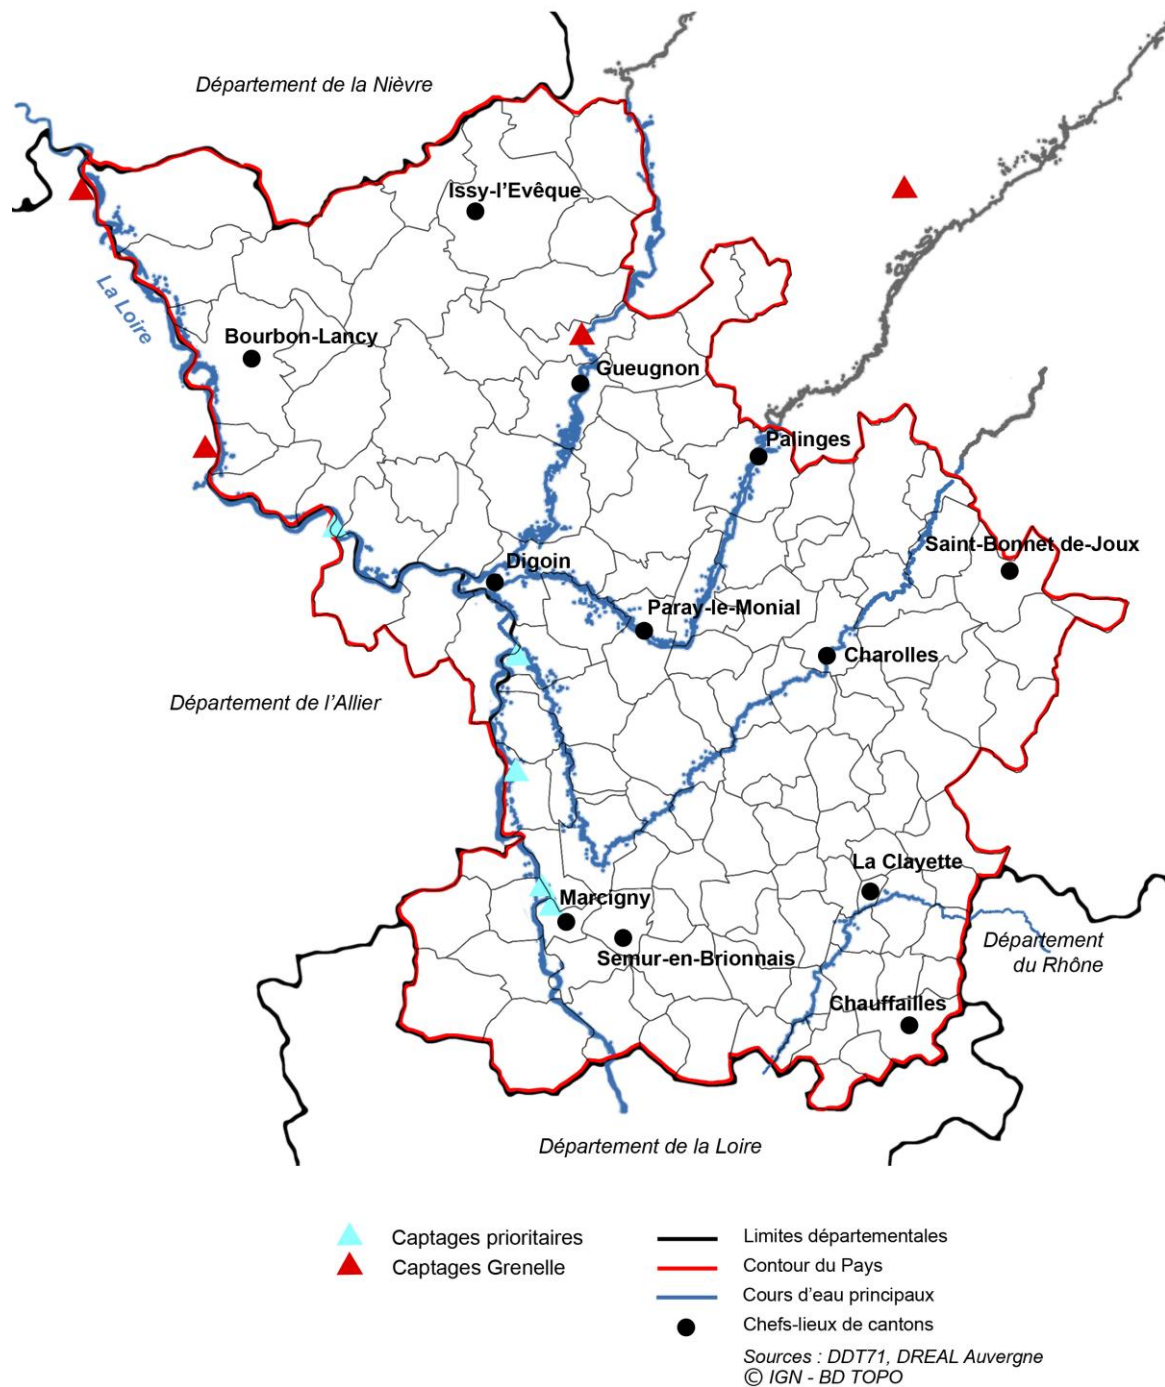 Département de la Nièvre
Issy-l'Evêque
La Loire
Bourbon-Lancy
Gueugnon
Palinges
Saint-Bonnet-de-Joux
Digoin
Paray-le-Monial
Charolles
Département de l'Allier
La Clayette
Marcigny
Semur-en-Brionnais
Département
du Rhône
Chauffailles
Département de la Loire
Captages prioritaires
Captages Grenelle
Limites départementales
Contour du Pays
Cours d'eau principaux
Chefs-lieux de cantons
Sources : DDT71, DREAL Auvergne
© IGN - BD TOPO